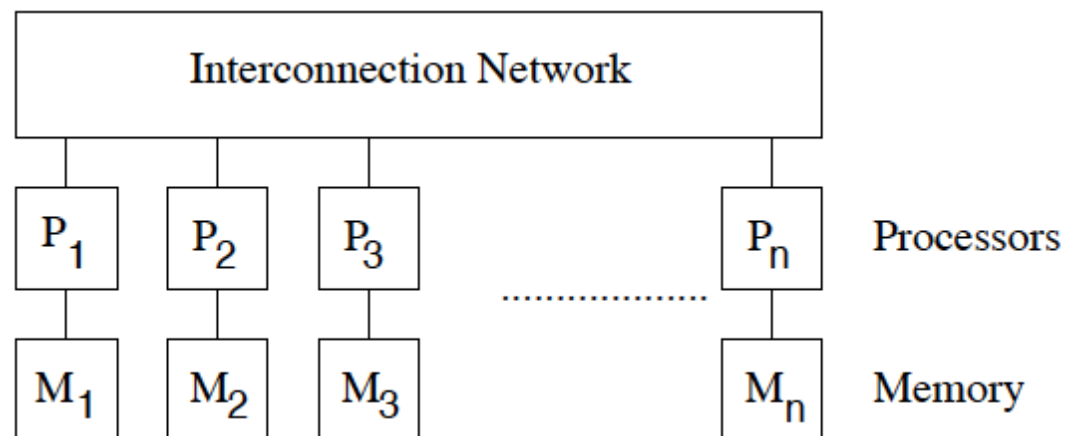 Interconnection Network
P1 P2 P3 Pn Processors
M1 M2 M3 Mn Memory